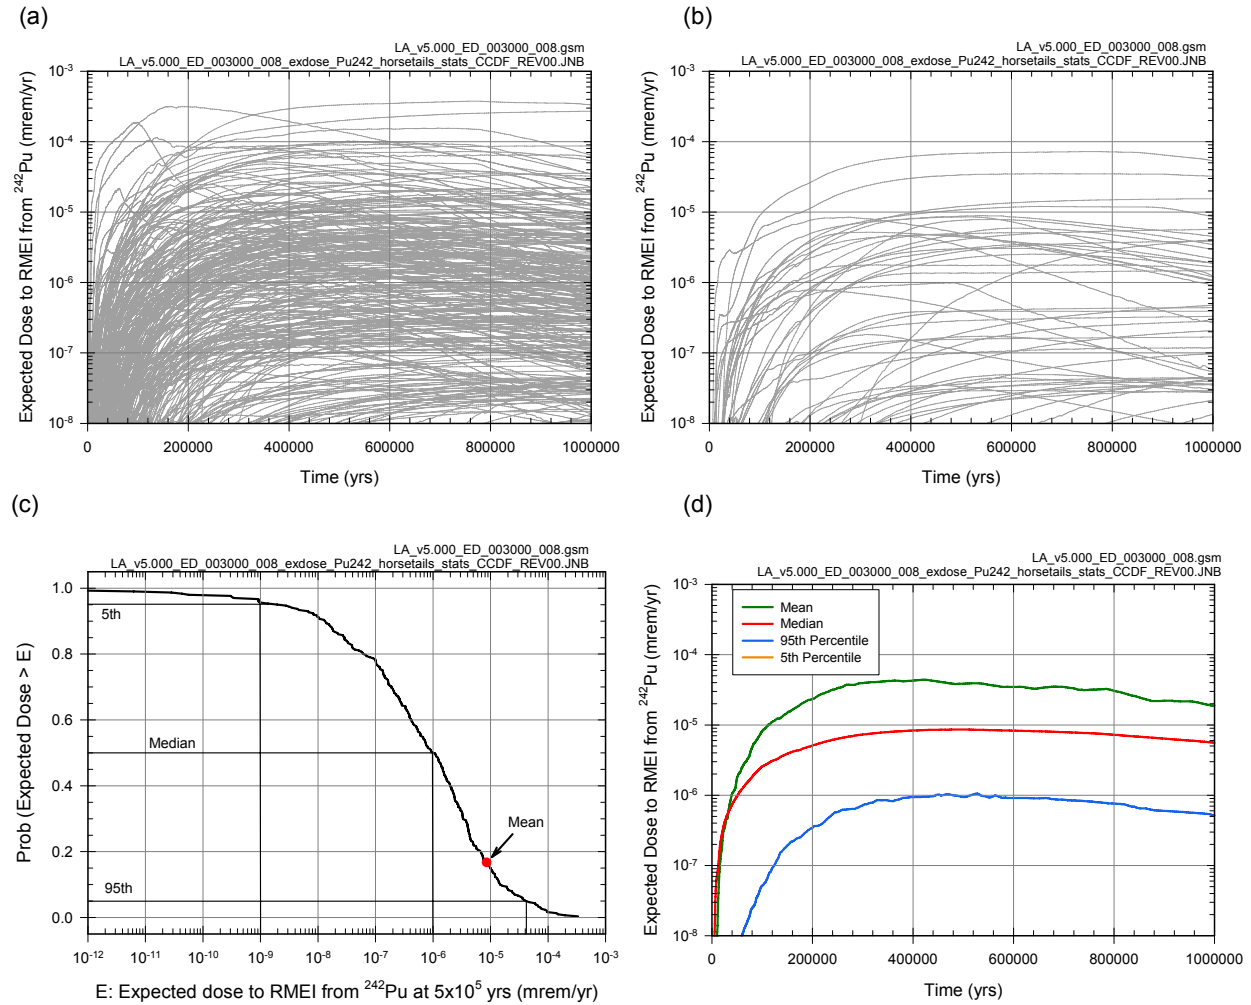 (a)
LA_v5.000_ED_003000_008.gsm
LA_v5.000_ED_003000_008_exdose_Pu242_horsetails_stats_CCDF_REV00.JNB
Expected Dose to RMEI from ²⁴²Pu (mrem/yr)
10⁻³
10⁻⁴
10⁻⁵
10⁻⁶
10⁻⁷
10⁻⁸
0 200000 400000 600000 800000 1000000
Time (yrs)
(b)
LA_v5.000_ED_003000_008.gsm
LA_v5.000_ED_003000_008_exdose_Pu242_horsetails_stats_CCDF_REV00.JNB
Expected Dose to RMEI from ²⁴²Pu (mrem/yr)
10⁻³
10⁻⁴
10⁻⁵
10⁻⁶
10⁻⁷
10⁻⁸
0 200000 400000 600000 800000 1000000
Time (yrs)
(c)
LA_v5.000_ED_003000_008.gsm
LA_v5.000_ED_003000_008_exdose_Pu242_horsetails_stats_CCDF_REV00.JNB
Prob (Expected Dose > E)
1.0
0.8
0.6
0.4
0.2
0.0
5th
Median
Mean
95th
10⁻¹² 10⁻¹¹ 10⁻¹⁰ 10⁻⁹ 10⁻⁸ 10⁻⁷ 10⁻⁶ 10⁻⁵ 10⁻⁴ 10⁻³
E: Expected dose to RMEI from ²⁴²Pu at 5x10⁵ yrs (mrem/yr)
(d)
LA_v5.000_ED_003000_008.gsm
LA_v5.000_ED_003000_008_exdose_Pu242_horsetails_stats_CCDF_REV00.JNB
Expected Dose to RMEI from ²⁴²Pu (mrem/yr)
10⁻³
10⁻⁴
10⁻⁵
10⁻⁶
10⁻⁷
10⁻⁸
Mean
Median
95th Percentile
5th Percentile
0 200000 400000 600000 800000 1000000
Time (yrs)